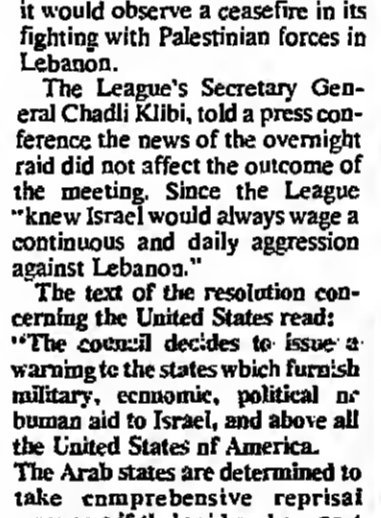 it would observe a ceasefire in its
fighting with Palestinian forces in
Lebanon.
The League's Secretary Gen-
eral Chadli Klibi, told a press con-
ference the news of the overnight
raid did not affect the outcome of
the meeting. Since the League
"knew Israel would always wage a
continuous and daily aggression
against Lebanon."
The text of the resolution con-
cerning the United States read:
"The council decides to issue a
warning to the states which furnish
military, economic, political or
human aid to Israel, and above all
the United States of America.
The Arab states are determined to
take comprehensive reprisal